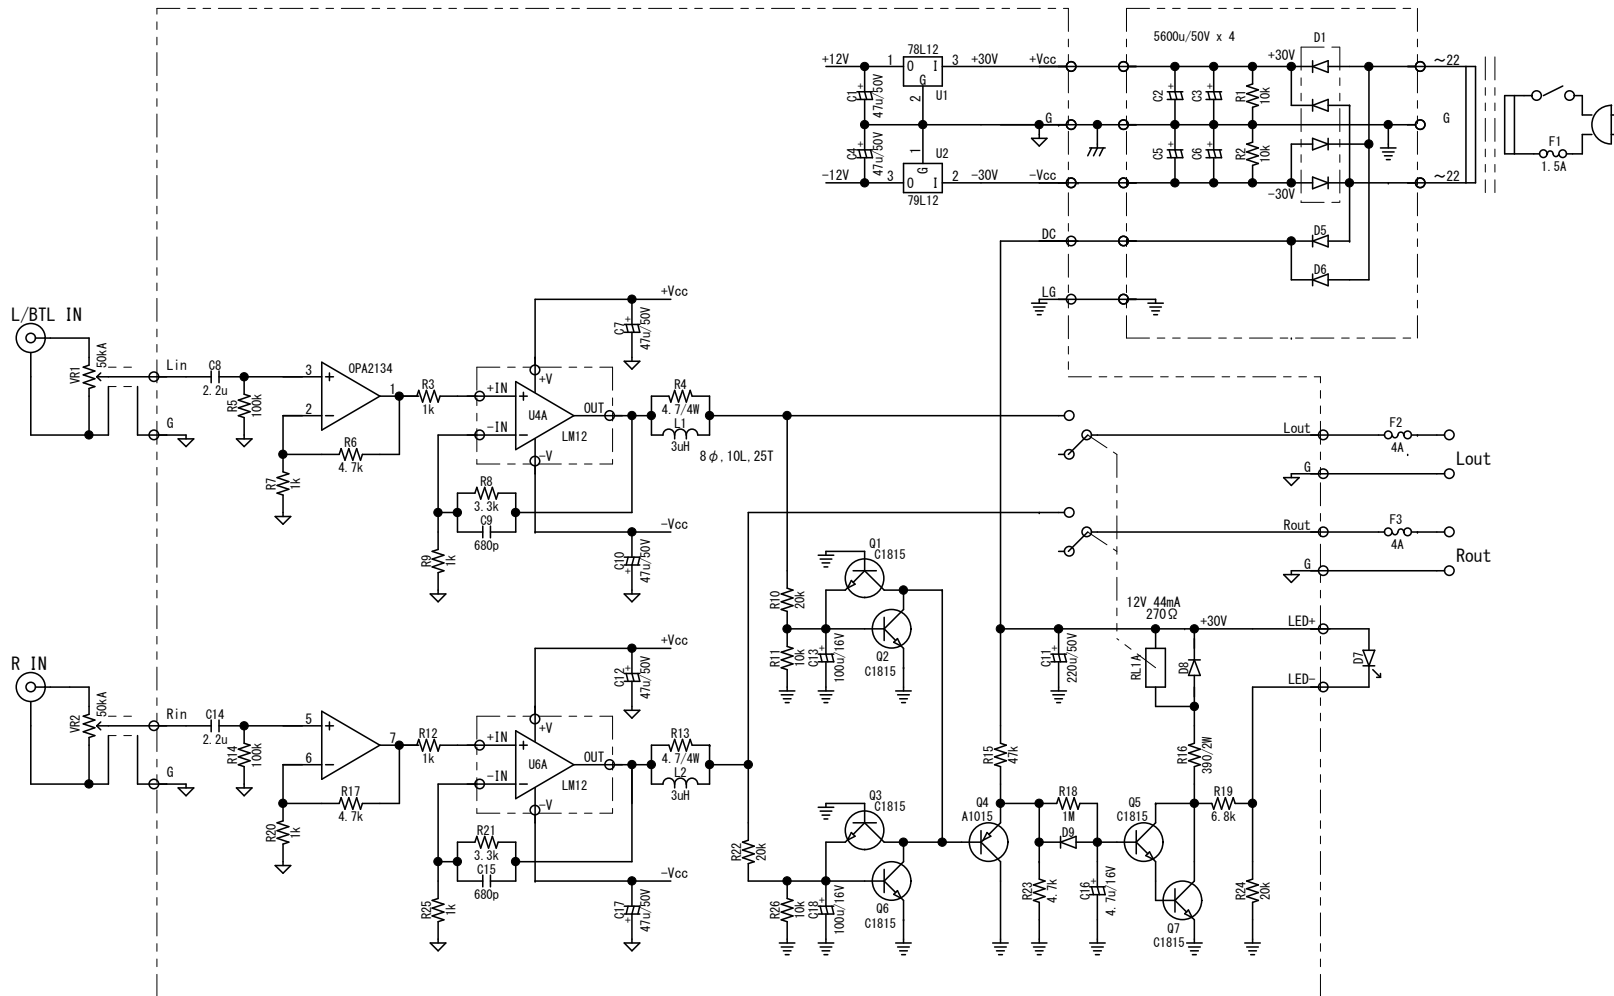 5600u/50V x 4
D1
78L12
+12V 1 O I 3 +30V +Vcc
G
2 U1
C1 47u/50V
+30V
~22
C2 C3 R1 10k
G
G
F1
1.5A
C4 47u/50V
1 U2
G
C5 C6 R2 10k
-12V 3 O I 2 -30V -Vcc
79L12
-30V
~22
DC
D5
D6
LG
L/BTL IN
50kA
VR1
Lin
G
C8
2.2u
R5 100k
OPA2134
3
2
1
R6
4.7k
R7 1k
R3
1k
+IN
-IN
+V
-V
U4A
LM12
OUT
+Vcc
C7 47u/50V
R4
4.7/4W
L1
3uH
8φ, 10L, 25T
R8
3.3k
C9
680p
R9 1k
-Vcc
C10 47u/50V
Lout
G
F2
4A
Lout
Rout
G
F3
4A
Rout
Q1
C1815
R10 20k
R11 10k
C13 100u/16V
Q2
C1815
12V 44mA
270Ω
+30V
LED+
LED-
C11 220u/50V
RL1A
D8
D7
R IN
50kA
VR2
Rin
G
C14
2.2u
R14 100k
5
6
7
R17
4.7k
R20 1k
R12
1k
+IN
-IN
+V
-V
U6A
LM12
OUT
+Vcc
C12 47u/50V
R13
4.7/4W
L2
3uH
R21
3.3k
C15
680p
R25 1k
-Vcc
C17 47u/50V
R22 20k
R26 10k
C18 100u/16V
Q3
C1815
Q6
C1815
R15 47k
Q4
A1015
R18
1M
D9
R23 4.7k
C16 4.7u/16V
Q5
C1815
Q7
C1815
R16 390/2W
R19
6.8k
R24 20k